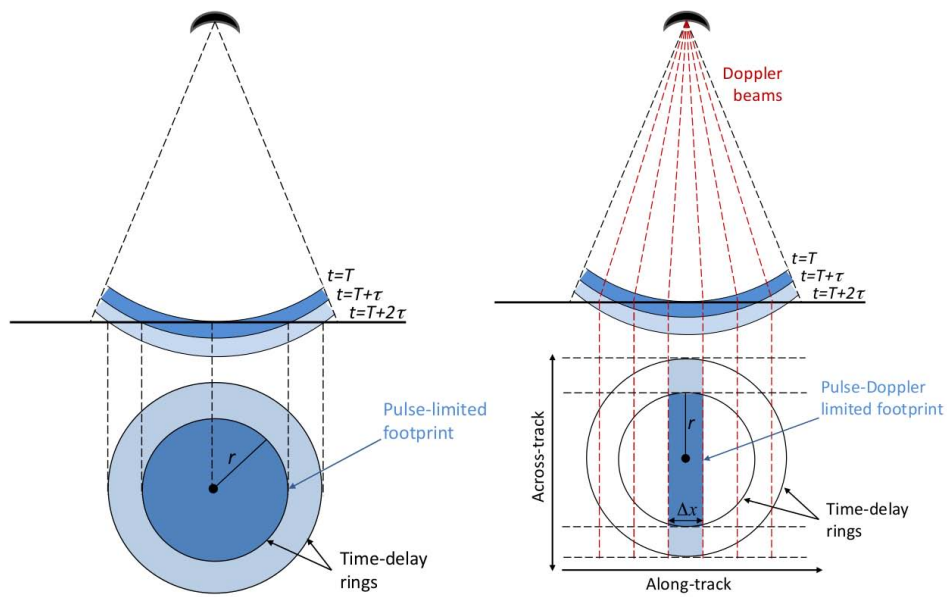 t=T
t=T+τ
t=T+2τ
Pulse-limited
footprint
r
Time-delay
rings
Doppler
beams
t=T
t=T+τ
t=T+2τ
Pulse-Doppler
limited footprint
Across-track
r
Δx
Time-delay
rings
Along-track